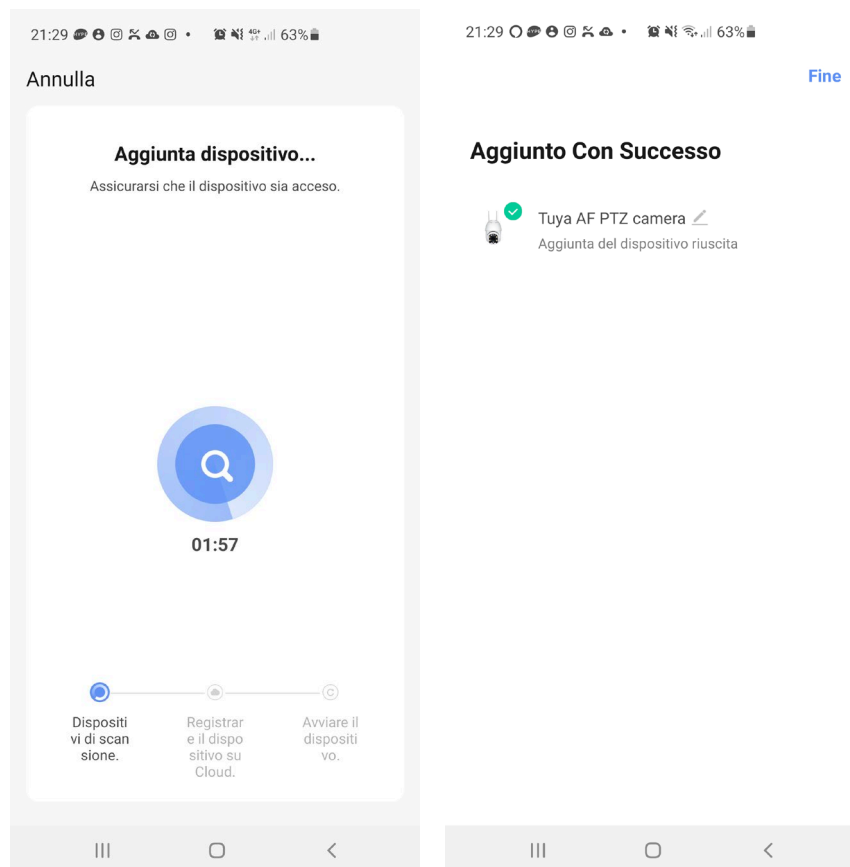 21:29 63%
Annulla
Aggiunta dispositivo...
Assicurarsi che il dispositivo sia acceso.
01:57
Dispositi
vi di scan
sione.
Registrar
e il dispo
sitivo su
Cloud.
Avviare il
dispositi
vo.
21:29 63%
Fine
Aggiunto Con Successo
Tuya AF PTZ camera
Aggiunta del dispositivo riuscita